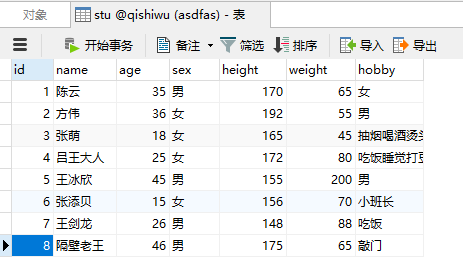 对象 stu @qishiwu (asdfas) - 表
开始事务 备注 筛选 排序 导入 导出
id name age sex height weight hobby
1 陈云 35 男 170 65 女
2 方伟 36 女 192 55 男
3 张萌 18 女 165 45 抽烟喝酒烫
4 吕王大人 25 女 172 80 吃饭睡觉打
5 王冰欣 45 男 155 200 男
6 张添贝 15 女 156 70 小班长
7 王剑龙 26 男 148 88 吃饭
8 隔壁老王 46 男 175 65 敲门